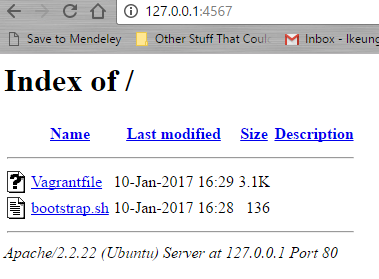 127.0.0.1:4567
Save to Mendeley Other Stuff That Coul Inbox - Ikeung
Index of /
Name Last modified Size Description
Vagrantfile 10-Jan-2017 16:29 3.1K
bootstrap.sh 10-Jan-2017 16:28 136
Apache/2.2.22 (Ubuntu) Server at 127.0.0.1 Port 80